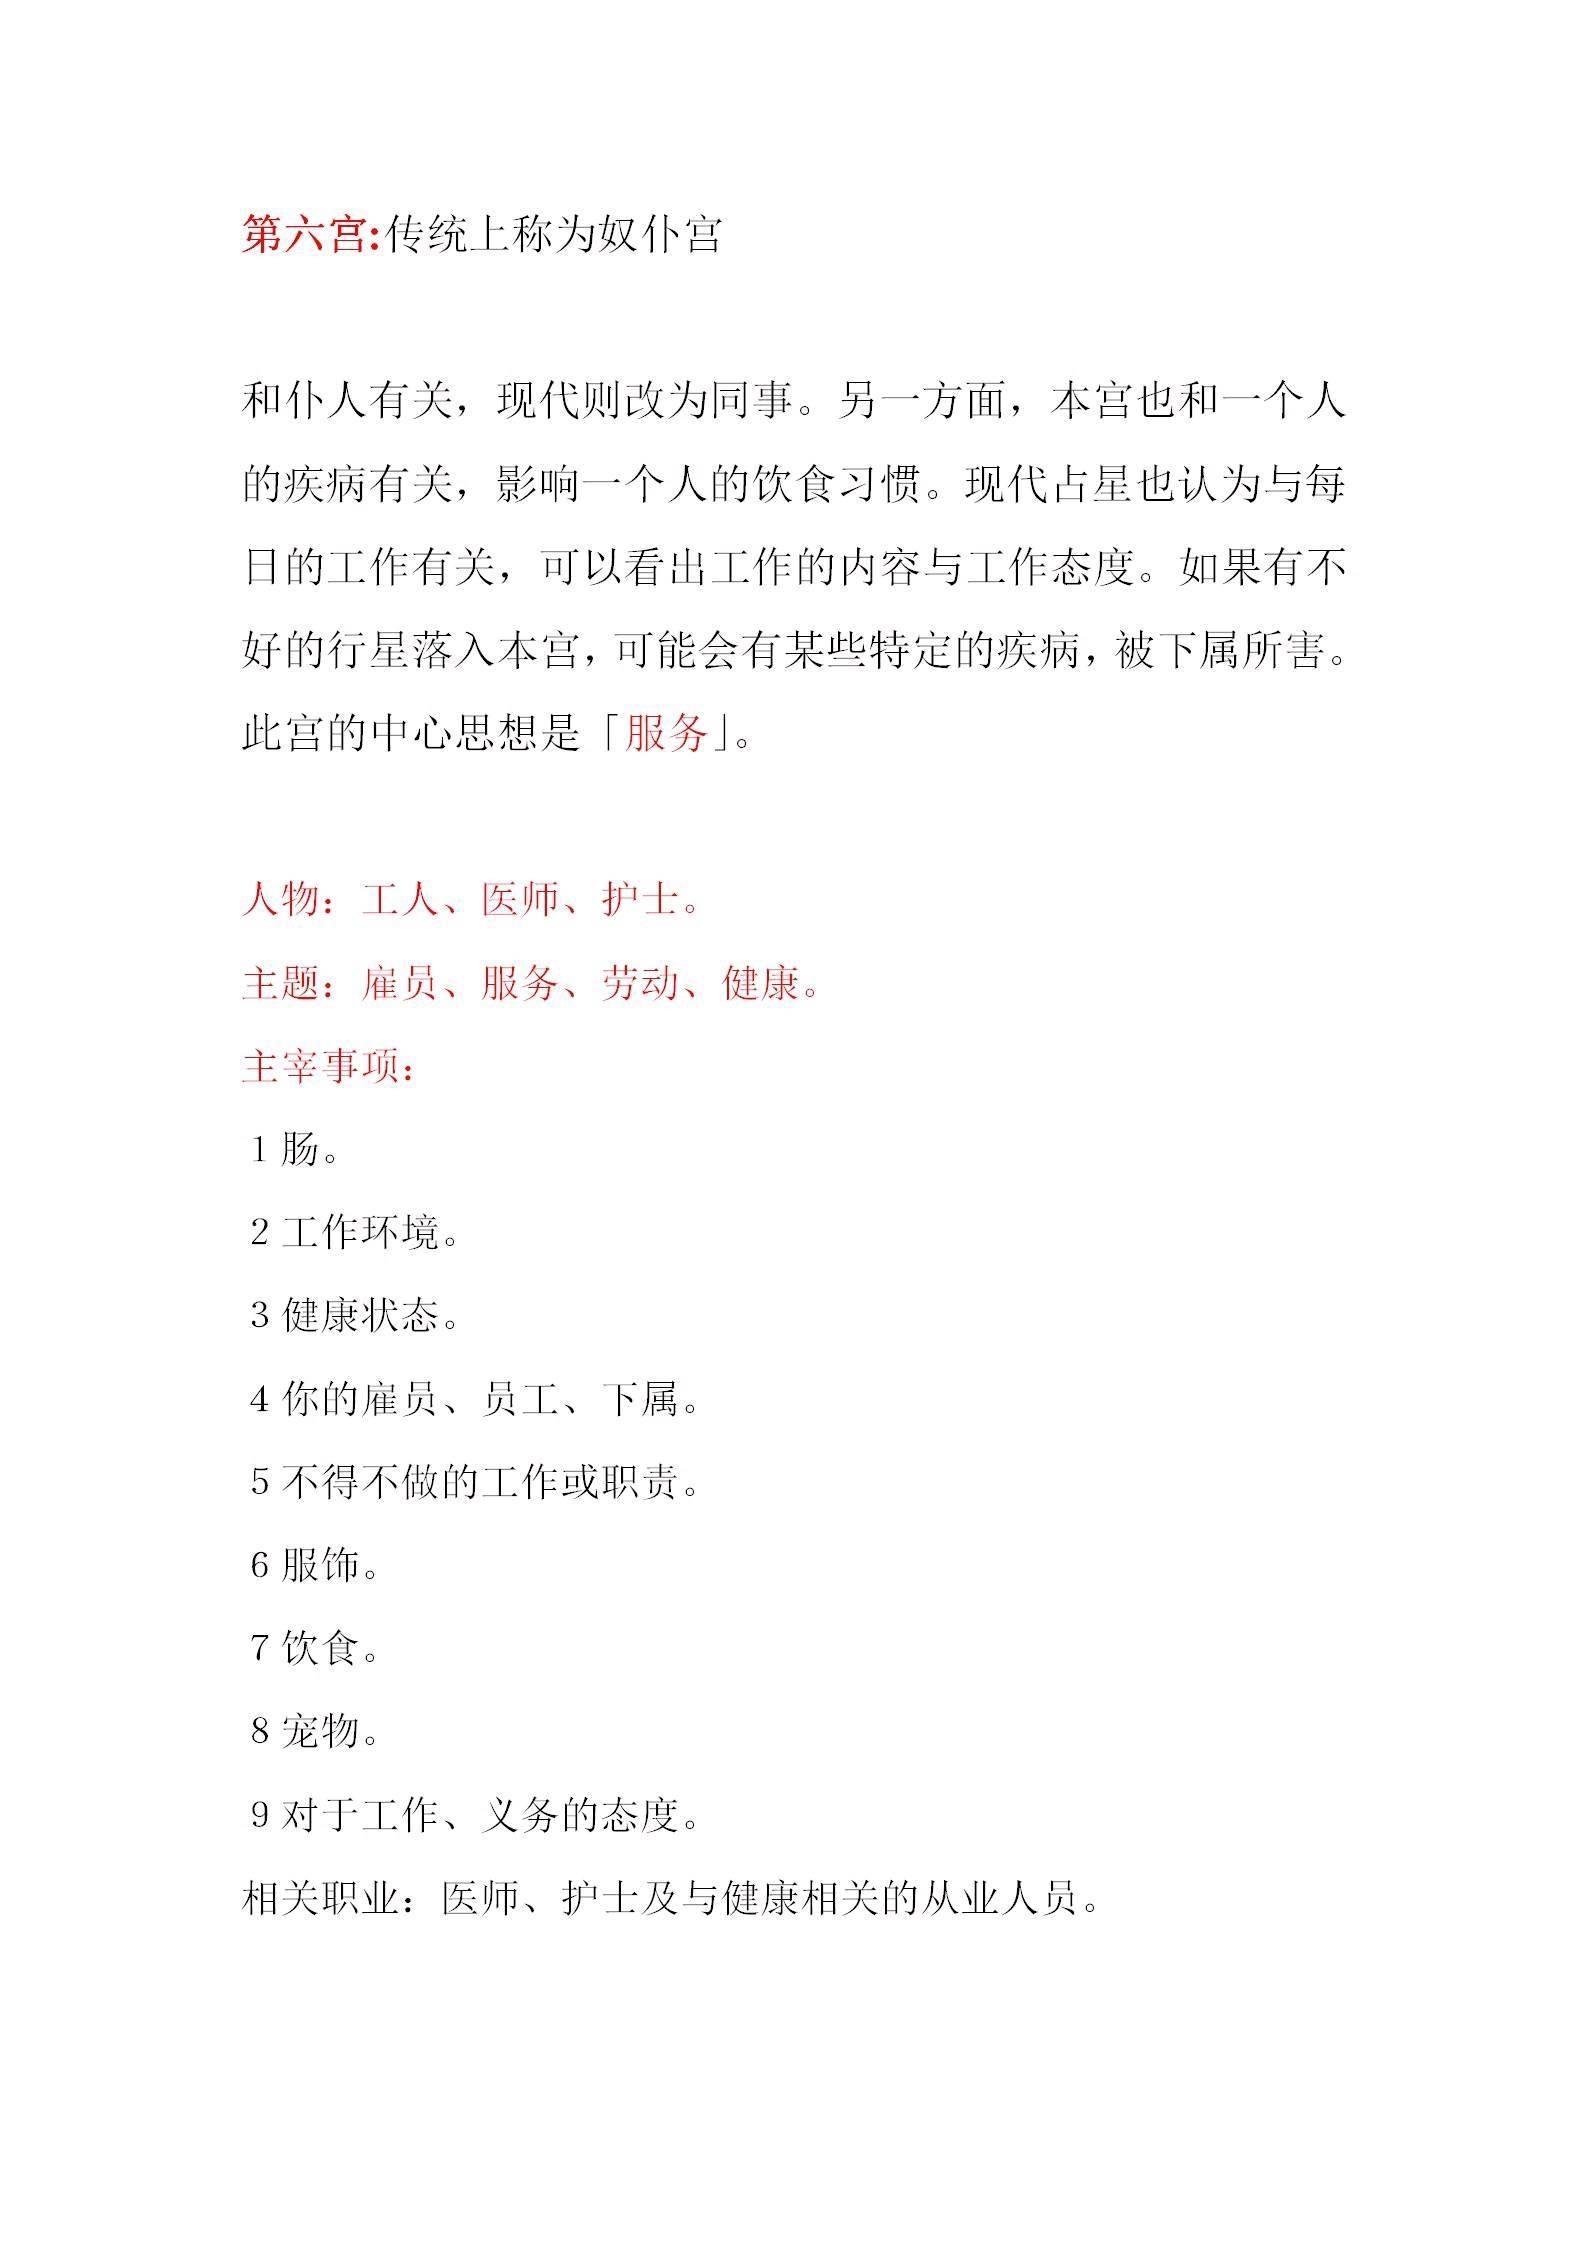 第六宫:传统上称为奴仆宫
和仆人有关，现代则改为同事。另一方面，本宫也和一个人
的疾病有关，影响一个人的饮食习惯。现代占星也认为与每
日的工作有关，可以看出工作的内容与工作态度。如果有不
好的行星落入本宫，可能会有某些特定的疾病，被下属所害。
此宫的中心思想是「服务」。
人物：工人、医师、护士。
主题：雇员、服务、劳动、健康。
主宰事项：
1肠。
2工作环境。
3健康状态。
4你的雇员、员工、下属。
5不得不做的工作或职责。
6服饰。
7饮食。
8宠物。
9对于工作、义务的态度。
相关职业：医师、护士及与健康相关的从业人员。